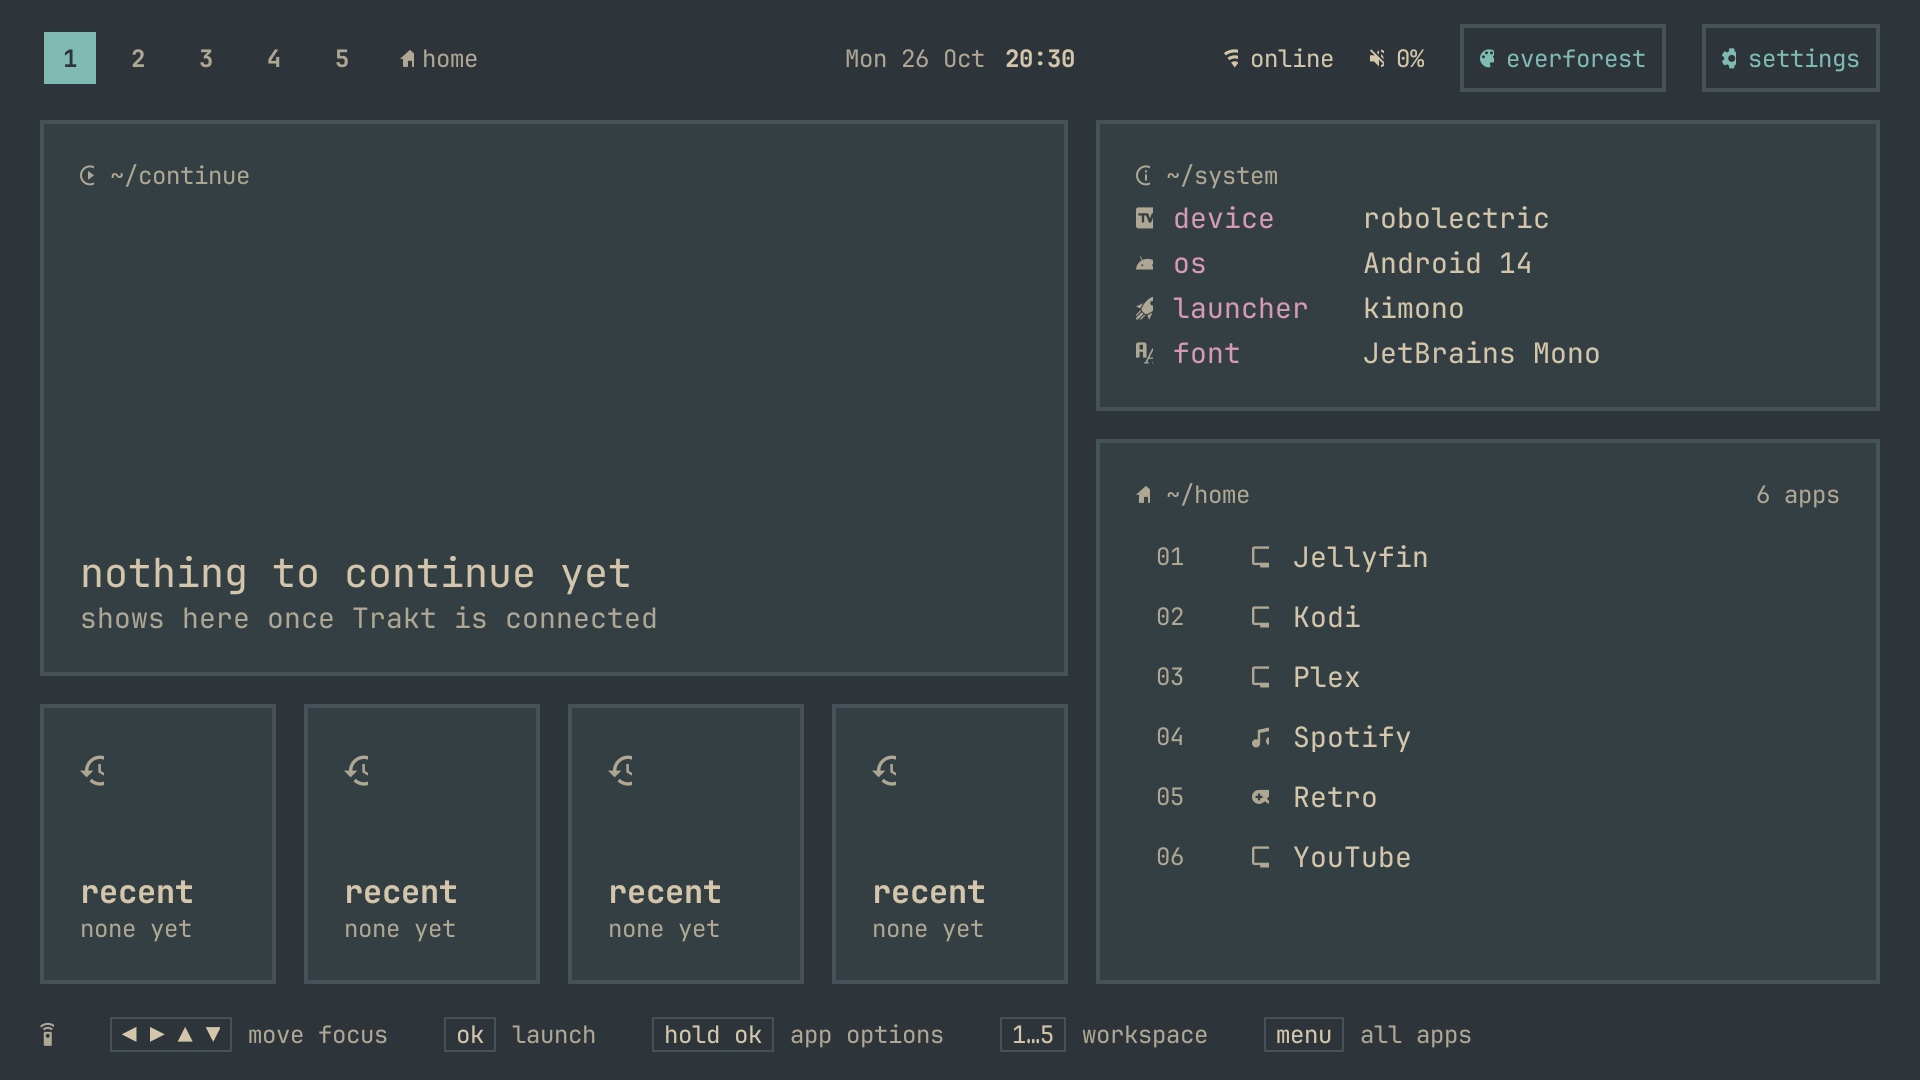 1 2 3 4 5 home Mon 26 Oct 20:30 online 0% everforest settings
~/continue
nothing to continue yet
shows here once Trakt is connected
recent
none yet
recent
none yet
recent
none yet
recent
none yet
~/system
device robolectric
os Android 14
launcher kimono
font JetBrains Mono
~/home 6 apps
01 Jellyfin
02 Kodi
03 Plex
04 Spotify
05 Retro
06 YouTube
◀ ▶ ▲ ▼ move focus ok launch hold ok app options 1…5 workspace menu all apps